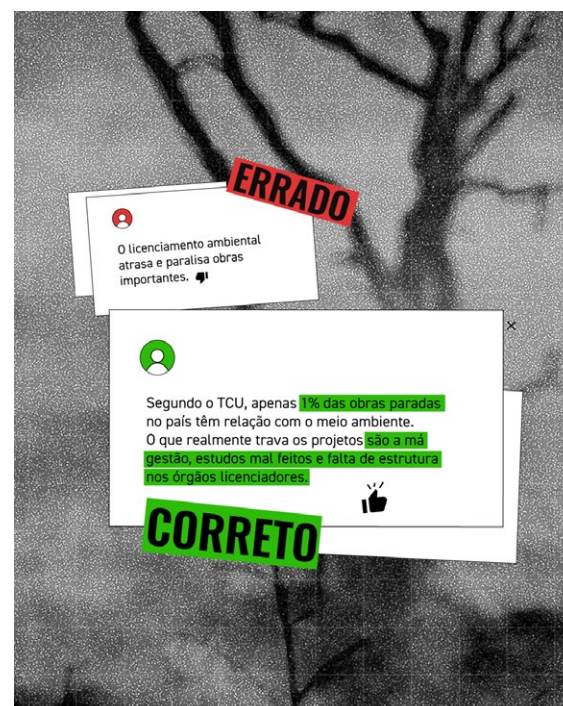 ERRADO
O licenciamento ambiental
atrasa e paralisa obras
importantes.
Segundo o TCU, apenas 1% das obras paradas
no país têm relação com o meio ambiente.
O que realmente trava os projetos são a má
gestão, estudos mal feitos e falta de estrutura
nos órgãos licenciadores.
CORRETO